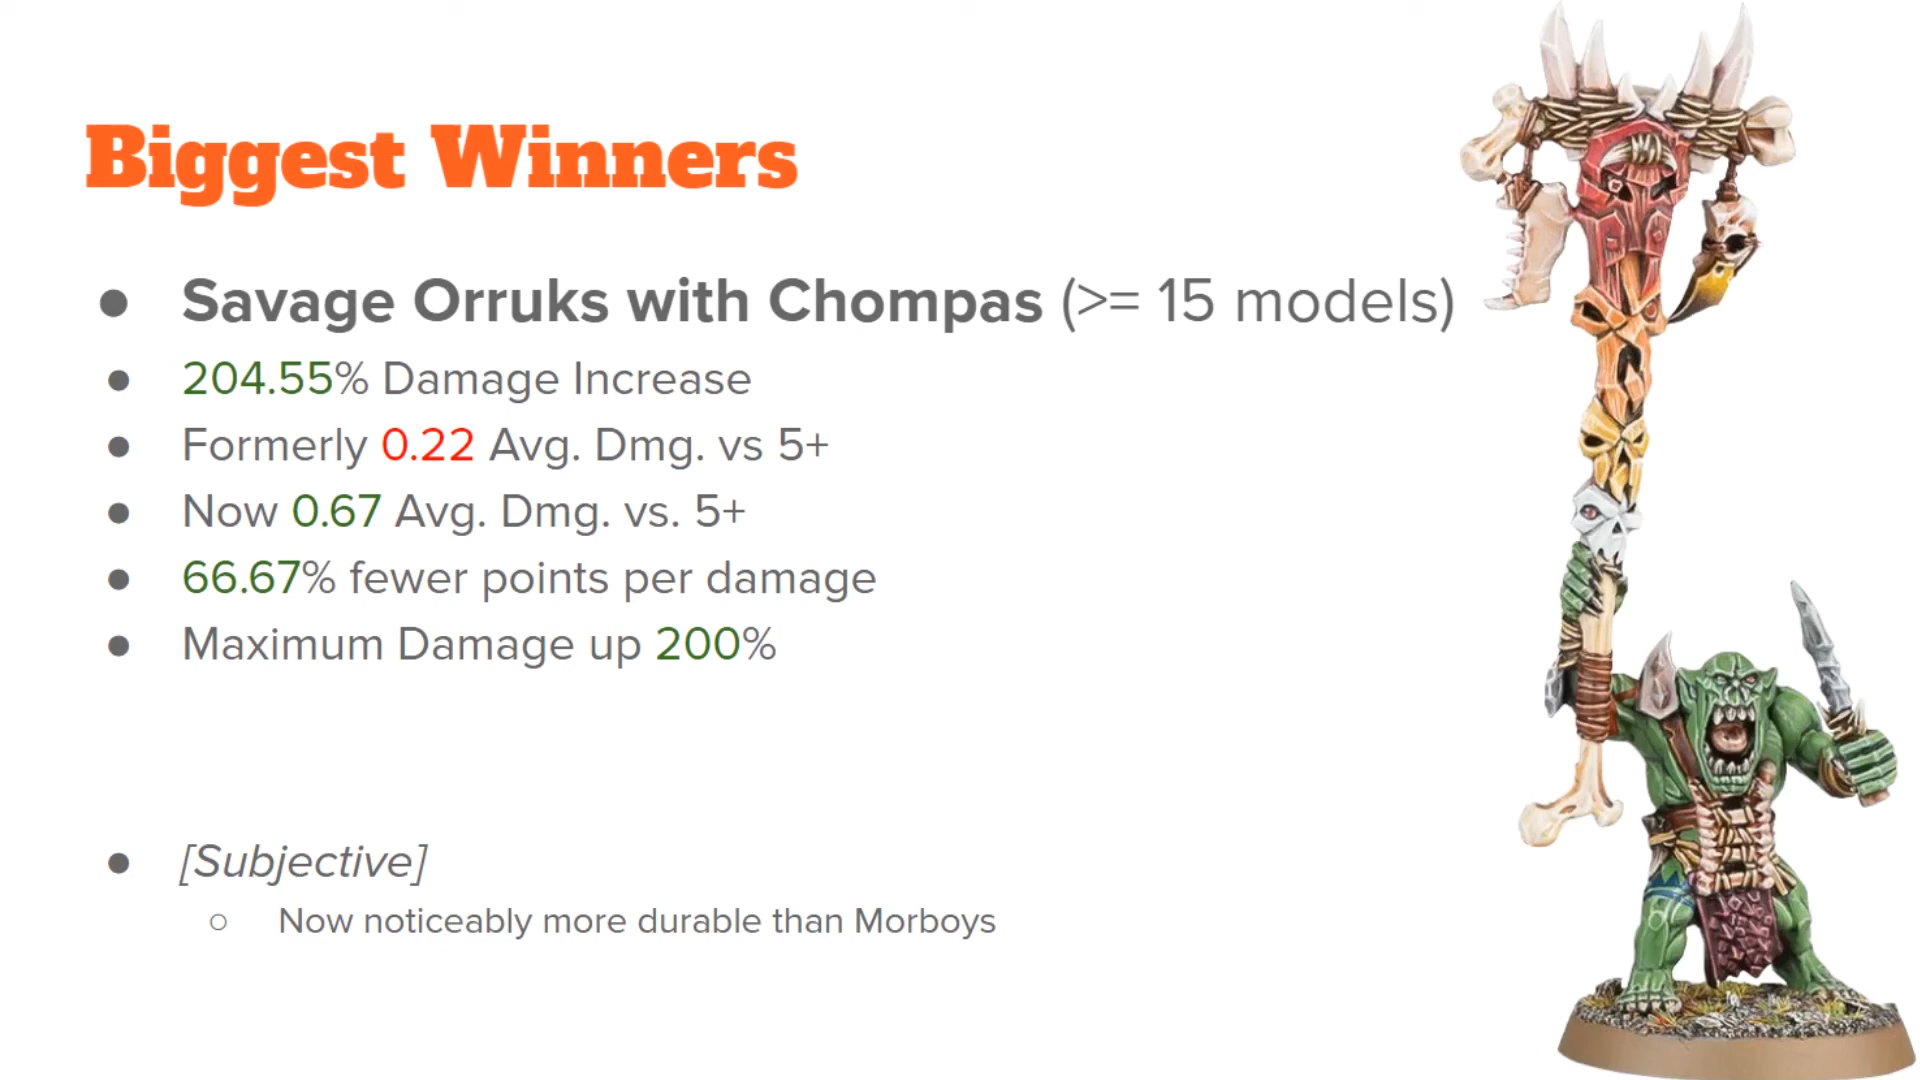 Biggest Winners
Savage Orruks with Chompas (>= 15 models)
204.55% Damage Increase
Formerly 0.22 Avg. Dmg. vs 5+
Now 0.67 Avg. Dmg. vs. 5+
66.67% fewer points per damage
Maximum Damage up 200%
[Subjective]
Now noticeably more durable than Morboys